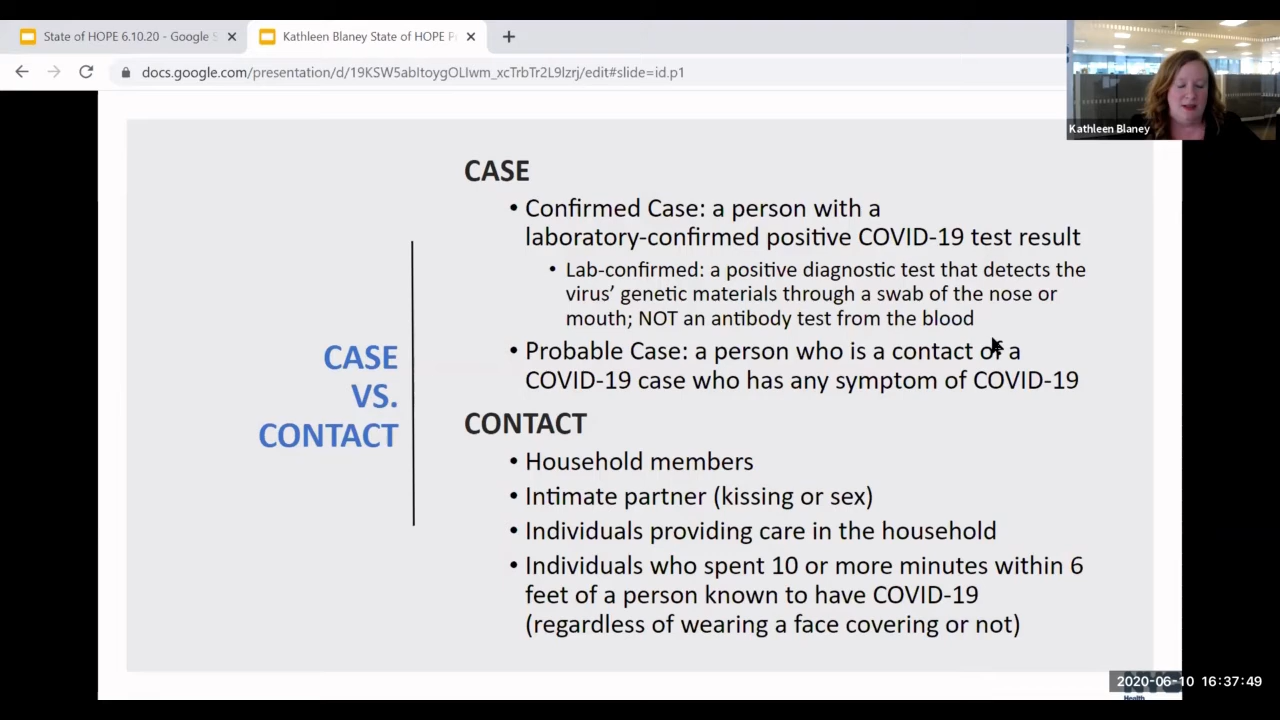 State of HOPE 6.10.20 - Google S
Kathleen Blaney State of HOPE P
docs.google.com/presentation/d/19KSW5abitoygOLIwm_xcTrbTr2L9Izrj/edit#slide=id.p1
Kathleen Blaney
CASE
• Confirmed Case: a person with a
laboratory-confirmed positive COVID-19 test result
• Lab-confirmed: a positive diagnostic test that detects the
virus’ genetic materials through a swab of the nose or
mouth; NOT an antibody test from the blood
• Probable Case: a person who is a contact of a
COVID-19 case who has any symptom of COVID-19
CASE
VS.
CONTACT
CONTACT
• Household members
• Intimate partner (kissing or sex)
• Individuals providing care in the household
• Individuals who spent 10 or more minutes within 6
feet of a person known to have COVID-19
(regardless of wearing a face covering or not)
2020-06-10 16:37:49
Health